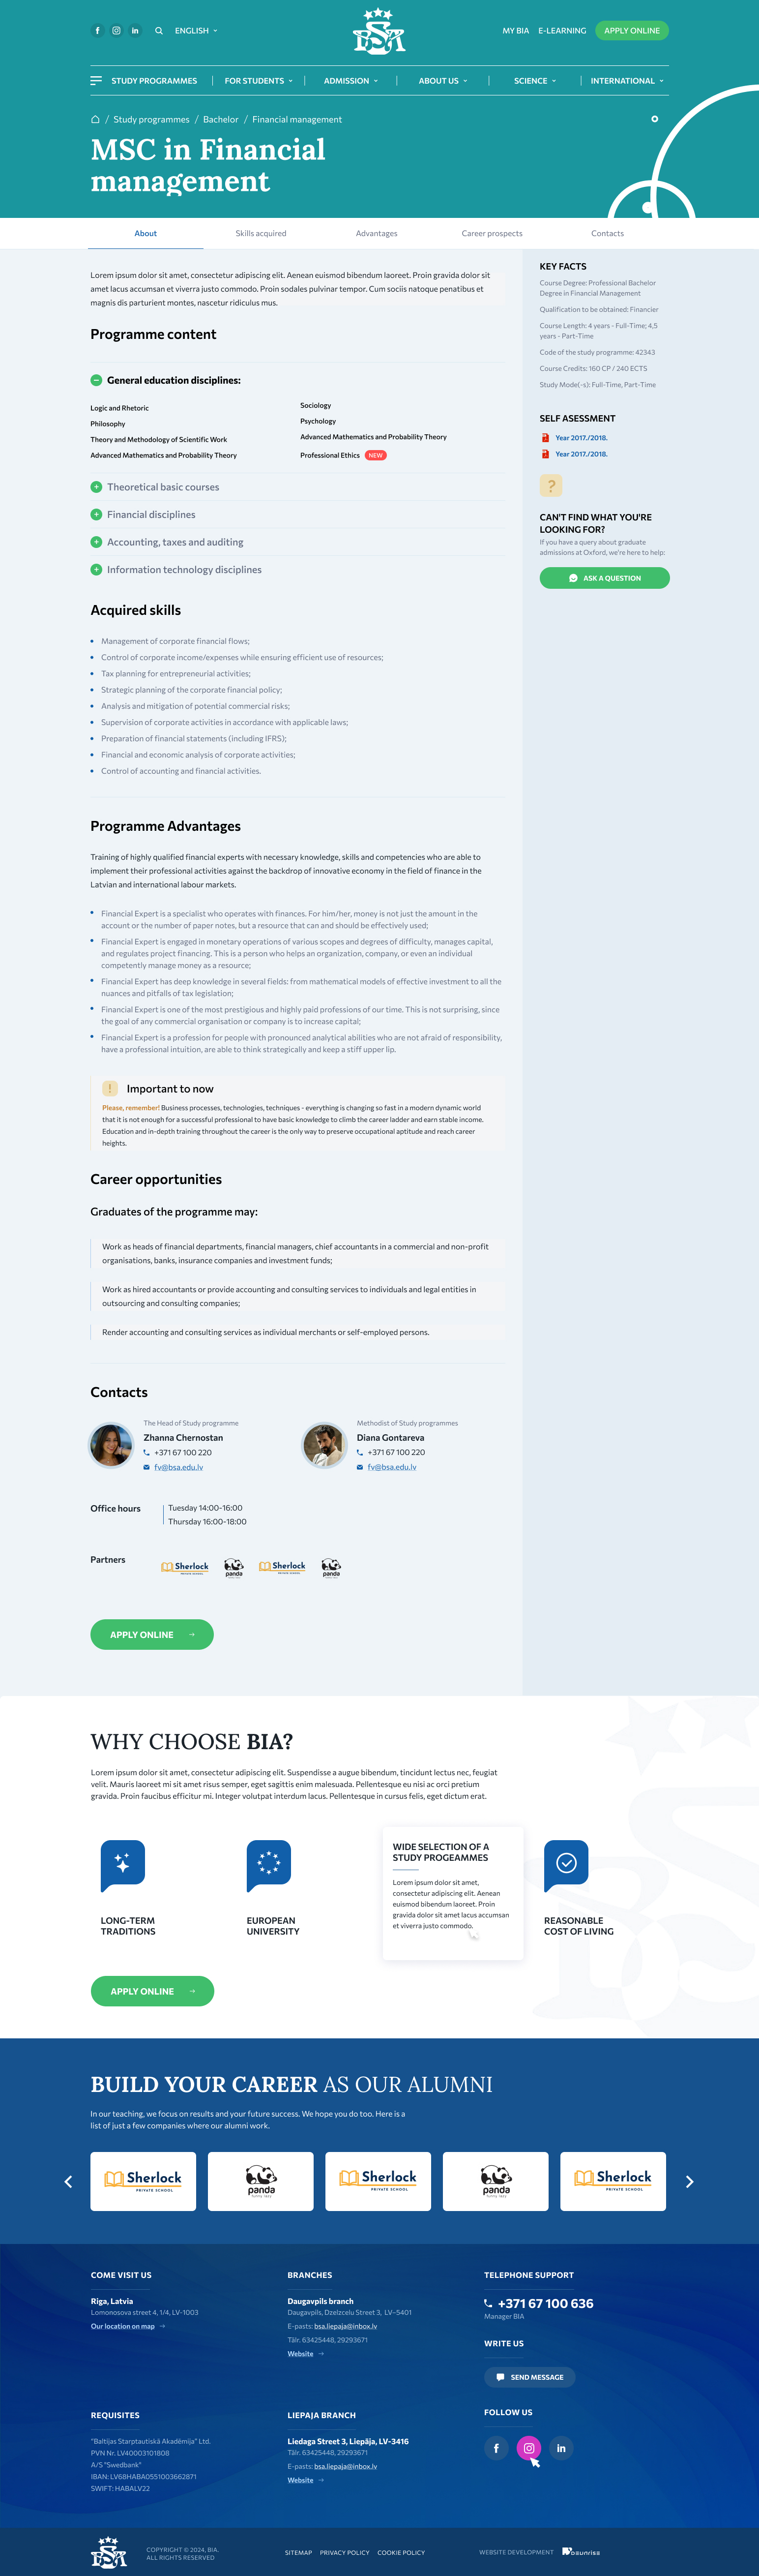 ENGLISH
BSA
MY BIA
E-LEARNING
APPLY ONLINE
STUDY PROGRAMMES
FOR STUDENTS
ADMISSION
ABOUT US
SCIENCE
INTERNATIONAL
/ Study programmes / Bachelor / Financial management
MSC in Financial
management
About
Skills acquired
Advantages
Career prospects
Contacts
Lorem ipsum dolor sit amet, consectetur adipiscing elit. Aenean euismod bibendum laoreet. Proin gravida dolor sit
amet lacus accumsan et viverra justo commodo. Proin sodales pulvinar tempor. Cum sociis natoque penatibus et
magnis dis parturient montes, nascetur ridiculus mus.
Programme content
General education disciplines:
Logic and Rhetoric
Philosophy
Theory and Methodology of Scientific Work
Advanced Mathematics and Probability Theory
Sociology
Psychology
Advanced Mathematics and Probability Theory
Professional Ethics NEW
Theoretical basic courses
Financial disciplines
Accounting, taxes and auditing
Information technology disciplines
Acquired skills
Management of corporate financial flows;
Control of corporate income/expenses while ensuring efficient use of resources;
Tax planning for entrepreneurial activities;
Strategic planning of the corporate financial policy;
Analysis and mitigation of potential commercial risks;
Supervision of corporate activities in accordance with applicable laws;
Preparation of financial statements (including IFRS);
Financial and economic analysis of corporate activities;
Control of accounting and financial activities.
Programme Advantages
Training of highly qualified financial experts with necessary knowledge, skills and competencies who are able to
implement their professional activities against the backdrop of innovative economy in the field of finance in the
Latvian and international labour markets.
Financial Expert is a specialist who operates with finances. For him/her, money is not just the amount in the
account or the number of paper notes, but a resource that can and should be effectively used;
Financial Expert is engaged in monetary operations of various scopes and degrees of difficulty, manages capital,
and regulates project financing. This is a person who helps an organization, company, or even an individual
competently manage money as a resource;
Financial Expert has deep knowledge in several fields: from mathematical models of effective investment to all the
nuances and pitfalls of tax legislation;
Financial Expert is one of the most prestigious and highly paid professions of our time. This is not surprising, since
the goal of any commercial organisation or company is to increase capital;
Financial Expert is a profession for people with pronounced analytical abilities who are not afraid of responsibility,
have a professional intuition, are able to think strategically and keep a stiff upper lip.
! Important to now
Please, remember! Business processes, technologies, techniques - everything is changing so fast in a modern dynamic world
that it is not enough for a successful professional to have basic knowledge to climb the career ladder and earn stable income.
Education and in-depth training throughout the career is the only way to preserve occupational aptitude and reach career
heights.
Career opportunities
Graduates of the programme may:
Work as heads of financial departments, financial managers, chief accountants in a commercial and non-profit
organisations, banks, insurance companies and investment funds;
Work as hired accountants or provide accounting and consulting services to individuals and legal entities in
outsourcing and consulting companies;
Render accounting and consulting services as individual merchants or self-employed persons.
Contacts
The Head of Study programme
Zhanna Chernostan
+371 67 100 220
fv@bsa.edu.lv
Methodist of Study programmes
Diana Gontareva
+371 67 100 220
fv@bsa.edu.lv
Office hours
Tuesday 14:00-16:00
Thursday 16:00-18:00
Partners
Sherlock
PRIVATE SCHOOL
panda
Sherlock
PRIVATE SCHOOL
panda
APPLY ONLINE
KEY FACTS
Course Degree: Professional Bachelor
Degree in Financial Management
Qualification to be obtained: Financier
Course Length: 4 years - Full-Time; 4,5
years - Part-Time
Code of the study programme: 42343
Course Credits: 160 CP / 240 ECTS
Study Mode(-s): Full-Time, Part-Time
SELF ASESSMENT
Year 2017./2018.
Year 2017./2018.
?
CAN'T FIND WHAT YOU'RE
LOOKING FOR?
If you have a query about graduate
admissions at Oxford, we're here to help:
ASK A QUESTION
WHY CHOOSE BIA?
Lorem ipsum dolor sit amet, consectetur adipiscing elit. Suspendisse a augue bibendum, tincidunt lectus nec, feugiat
velit. Mauris laoreet mi sit amet risus semper, eget sagittis enim malesuada. Pellentesque eu nisi ac orci pretium
gravida. Proin faucibus efficitur mi. Integer volutpat interdum lacus. Pellentesque in cursus felis, eget dictum erat.
LONG-TERM
TRADITIONS
EUROPEAN
UNIVERSITY
WIDE SELECTION OF A
STUDY PROGEAMMES
Lorem ipsum dolor sit amet,
consectetur adipiscing elit. Aenean
euismod bibendum laoreet. Proin
gravida dolor sit amet lacus accumsan
et viverra justo commodo.
REASONABLE
COST OF LIVING
APPLY ONLINE
BUILD YOUR CAREER AS OUR ALUMNI
In our teaching, we focus on results and your future success. We hope you do too. Here is a
list of just a few companies where our alumni work.
Sherlock
PRIVATE SCHOOL
panda
Sherlock
PRIVATE SCHOOL
panda
Sherlock
PRIVATE SCHOOL
COME VISIT US
Riga, Latvia
Lomonosova street 4, 1/4, LV-1003
Our location on map
BRANCHES
Daugavpils branch
Daugavpils, Dzelzcelu Street 3, LV–5401
E-pasts: bsa.liepaja@inbox.lv
Tālr. 63425448, 29293671
Website
TELEPHONE SUPPORT
+371 67 100 636
Manager BIA
WRITE US
SEND MESSAGE
REQUISITES
"Baltijas Starptautiskā Akadēmija" Ltd.
PVN Nr. LV40003101808
A/S "Swedbank"
IBAN: LV68HABA0551003662871
SWIFT: HABALV22
LIEPAJA BRANCH
Liedaga Street 3, Liepāja, LV-3416
Tālr. 63425448, 29293671
E-pasts: bsa.liepaja@inbox.lv
Website
FOLLOW US
BSA
COPYRIGHT © 2024, BIA.
ALL RIGHTS RESERVED
SITEMAP
PRIVACY POLICY
COOKIE POLICY
WEBSITE DEVELOPMENT